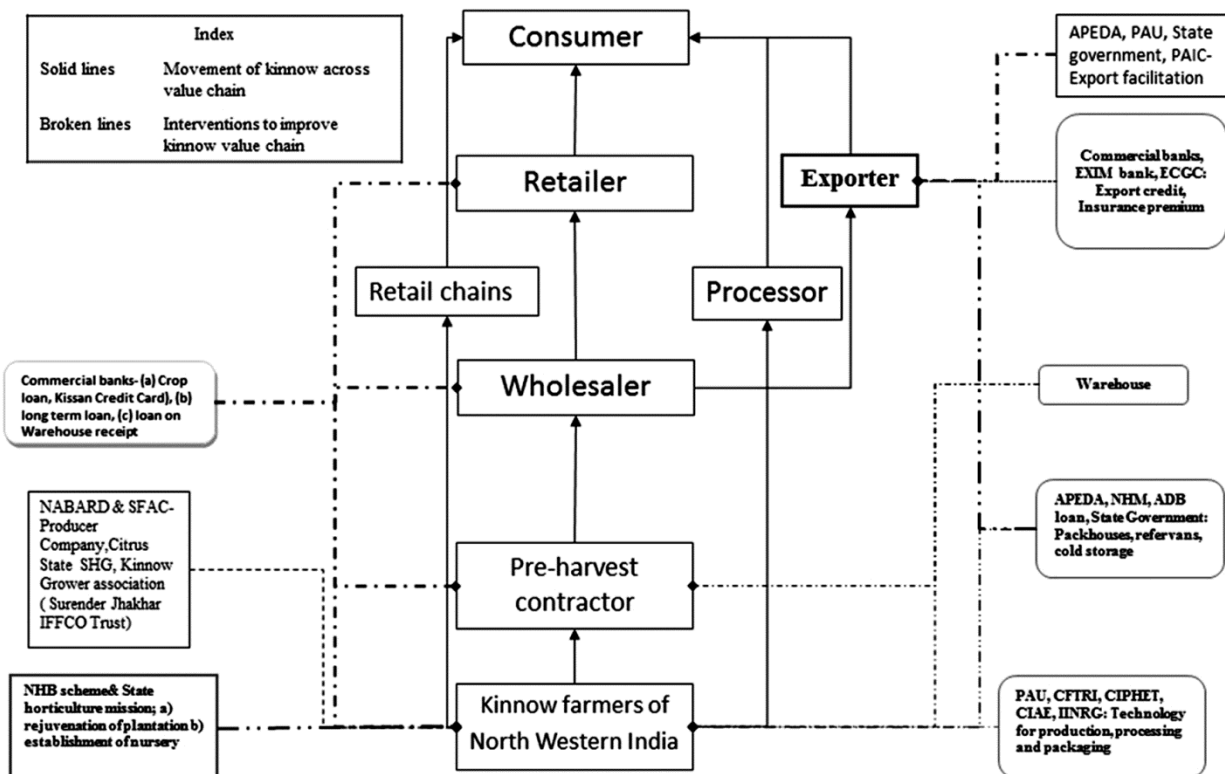 Index
Solid lines Movement of kinnow across
value chain
Broken lines Interventions to improve
kinnow value chain
Consumer
APEDA, PAU, State
government, PAIC-
Export facilitation
Retailer
Exporter
Commercial banks,
EXIM bank, ECGC:
Export credit,
Insurance premium
Retail chains
Processor
Commercial banks- (a) Crop
loan, Kissan Credit Card), (b)
long term loan, (c) loan on
Warehouse receipt
Wholesaler
Warehouse
NABARD & SFAC-
Producer
Company,Citrus
State SHG, Kinnow
Grower association
( Surender Jhakhar
IFFCO Trust)
Pre-harvest
contractor
APEDA, NHM, ADB
loan, State Government:
Packhouses, refervans,
cold storage
NHB scheme& State
horticulture mission; a)
rejuvenation of plantation b)
establishment of nursery
Kinnow farmers of
North Western India
PAU, CFTRI, CIPHET,
CIAE, IINRG: Technology
for production, processing
and packaging